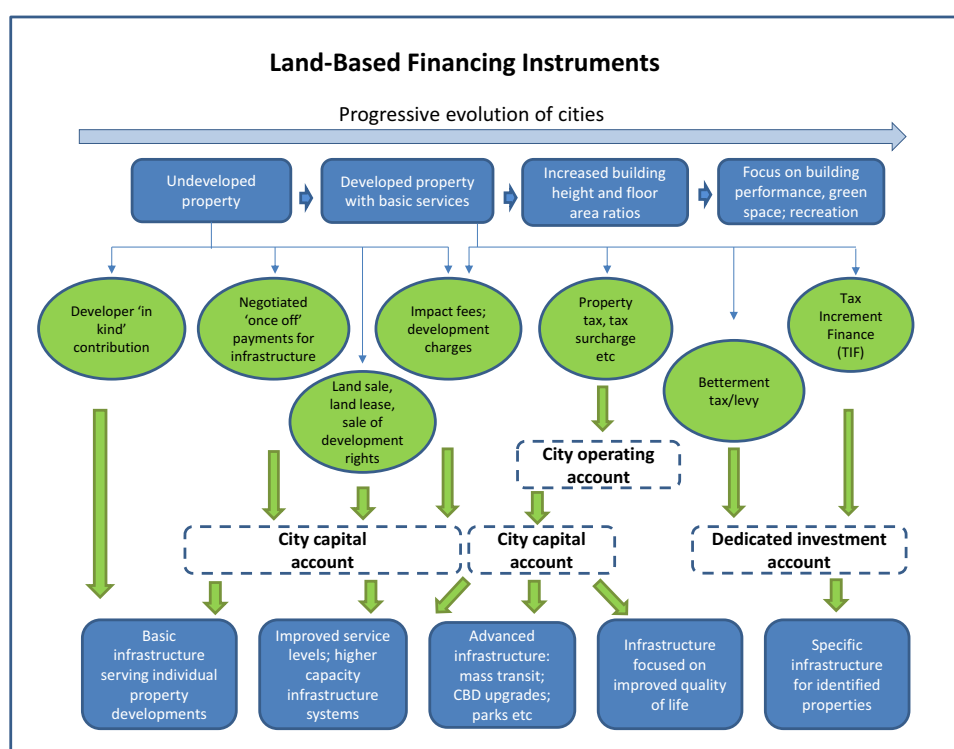 Land-Based Financing Instruments
Progressive evolution of cities
Undeveloped
property
Developed property
with basic services
Increased building
height and floor
area ratios
Focus on building
performance, green
space; recreation
Developer ‘in
kind’
contribution
Negotiated
‘once off’
payments for
infrastructure
Land sale,
land lease,
sale of
development
rights
Impact fees;
development
charges
Property
tax, tax
surcharge
etc
Betterment
tax/levy
Tax
Increment
Finance
(TIF)
City operating
account
City capital
account
City capital
account
Dedicated investment
account
Basic
infrastructure
serving individual
property
developments
Improved service
levels; higher
capacity
infrastructure
systems
Advanced
infrastructure:
mass transit;
CBD upgrades;
parks etc
Infrastructure
focused on
improved quality
of life
Specific
infrastructure
for identified
properties